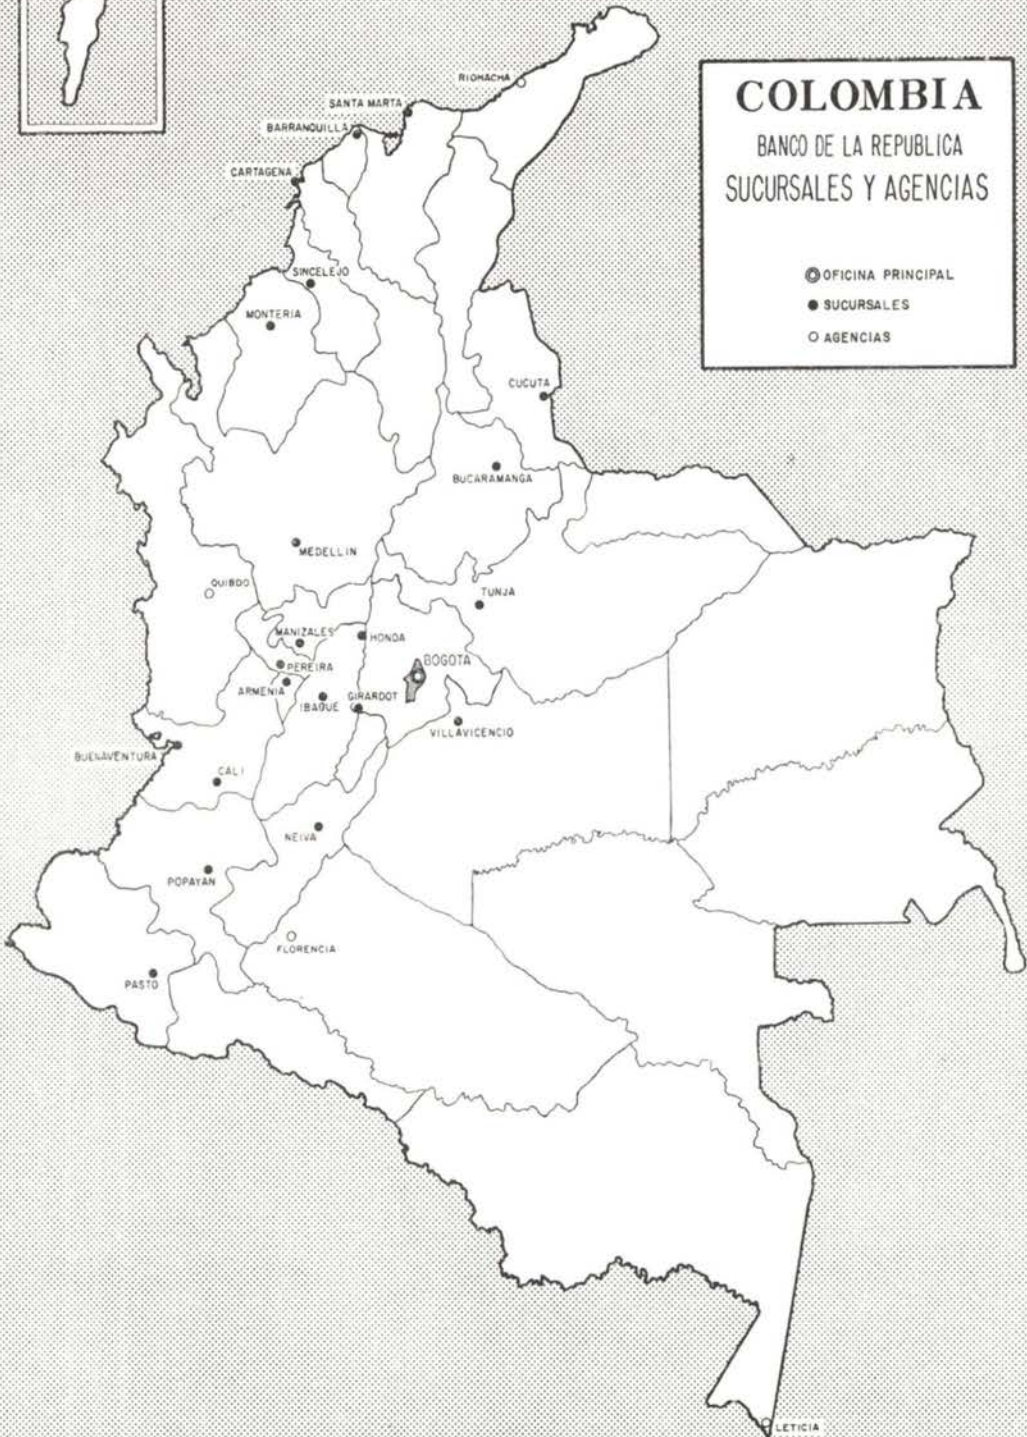 COLOMBIA
BANCO DE LA REPUBLICA
SUCURSALES Y AGENCIAS
OFICINA PRINCIPAL
SUCURSALES
AGENCIAS
RIOHACHA
SANTA MARTA
BARRANQUILLA
CARTAGENA
SINCELEJO
MONTERIA
CUCUTA
BUCARAMANGA
MEDELLIN
QUIBDO
TUNJA
MANIZALES
HONDA
PEREIRA
BOGOTA
ARMENIA
IBAGUE
GIRARDOT
VILLAVICENCIO
BUENAVENTURA
CALI
NEIVA
POPAYAN
FLORENCIA
PASTO
LETICIA